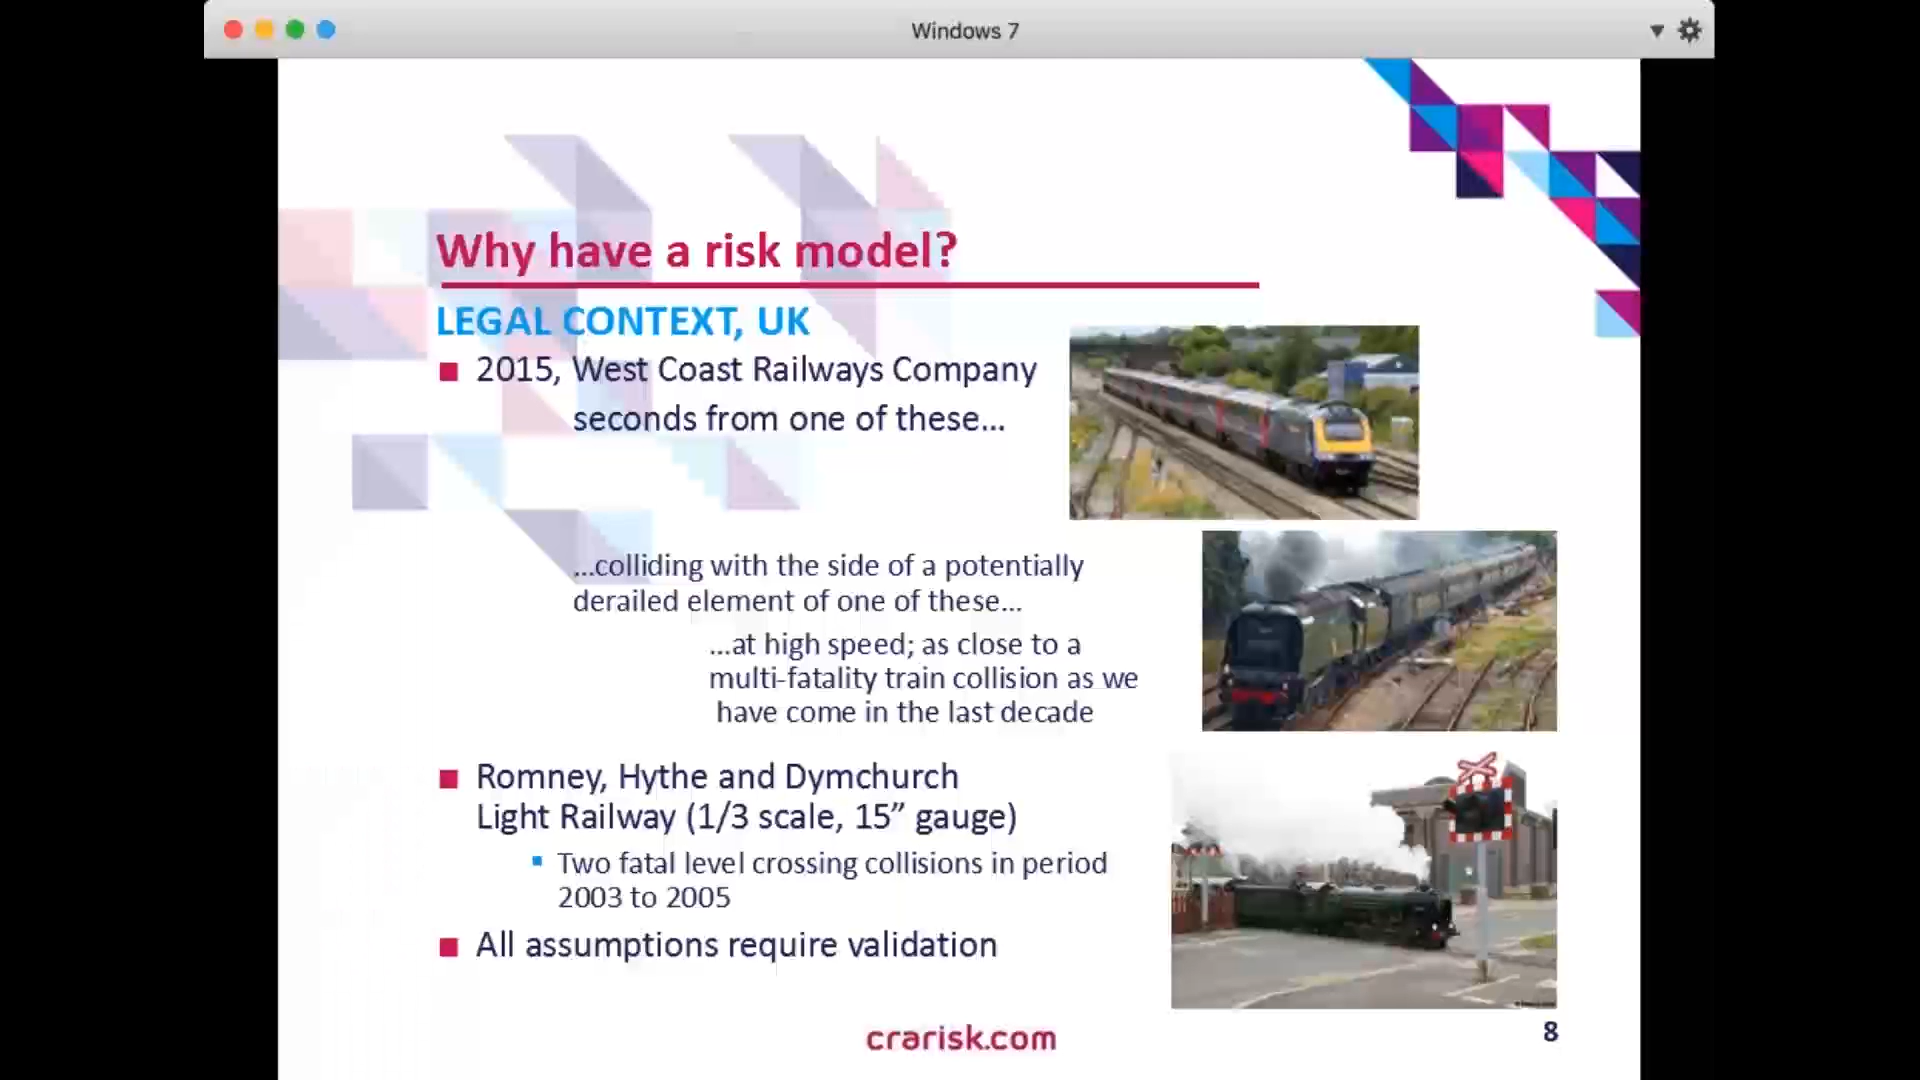 Windows 7
Why have a risk model?
LEGAL CONTEXT, UK
2015, West Coast Railways Company
seconds from one of these...
...colliding with the side of a potentially
derailed element of one of these...
...at high speed; as close to a
multi-fatality train collision as we
have come in the last decade
Romney, Hythe and Dymchurch
Light Railway (1/3 scale, 15” gauge)
Two fatal level crossing collisions in period
2003 to 2005
All assumptions require validation
crarisk.com
8